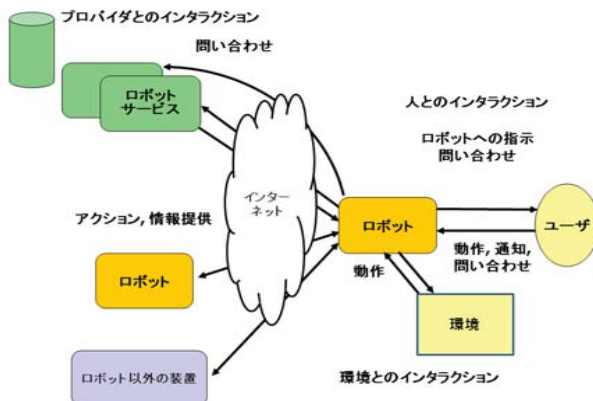 プロバイダとのインタラクション
問い合わせ
ロボット
サービス
人とのインタラクション
ロボットへの指示
問い合わせ
インター
ネット
アクション, 情報提供
ロボット
ユーザ
ロボット
動作
動作, 通知,
問い合わせ
環境
ロボット以外の装置
環境とのインタラクション